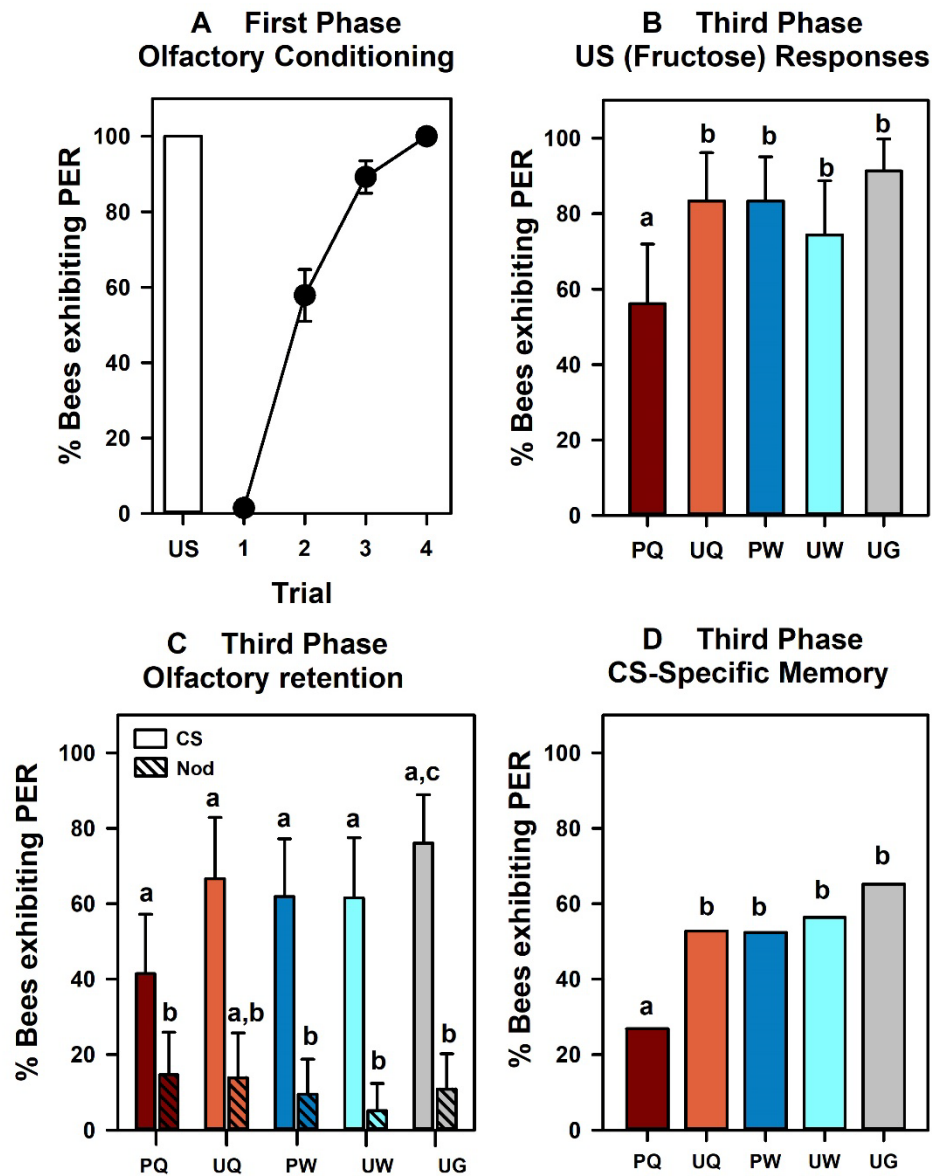 A First Phase
Olfactory Conditioning
% Bees exhibiting PER
100
80
60
40
20
0
US 1 2 3 4
Trial
B Third Phase
US (Fructose) Responses
% Bees exhibiting PER
100
80
60
40
20
0
a b b b b
PQ UQ PW UW UG
C Third Phase
Olfactory retention
% Bees exhibiting PER
100
80
60
40
20
0
CS
Nod
a a a a a,c
b a,b b b b
PQ UQ PW UW UG
D Third Phase
CS-Specific Memory
% Bees exhibiting PER
100
80
60
40
20
0
a b b b b
PQ UQ PW UW UG